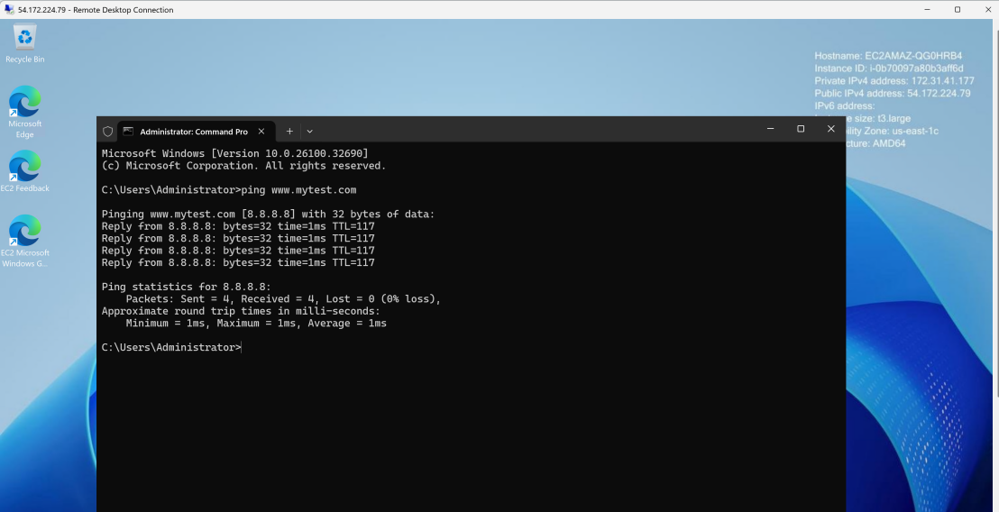 54.172.224.79 - Remote Desktop Connection
Recycle Bin
Microsoft
Edge
EC2 Feedback
EC2 Microsoft
Windows G...
Hostname: EC2AMAZ-QG0HRB4
Instance ID: i-0b70097a80b3aff6d
Private IPv4 address: 172.31.41.177
Public IPv4 address: 54.172.224.79
IPv6 address:
size: t3.large
Zone: us-east-1c
AMD64
Administrator: Command Pro
Microsoft Windows [Version 10.0.26100.32690]
(c) Microsoft Corporation. All rights reserved.
C:\Users\Administrator>ping www.mytest.com
Pinging www.mytest.com [8.8.8.8] with 32 bytes of data:
Reply from 8.8.8.8: bytes=32 time=1ms TTL=117
Reply from 8.8.8.8: bytes=32 time=1ms TTL=117
Reply from 8.8.8.8: bytes=32 time=1ms TTL=117
Reply from 8.8.8.8: bytes=32 time=1ms TTL=117
Ping statistics for 8.8.8.8:
Packets: Sent = 4, Received = 4, Lost = 0 (0% loss),
Approximate round trip times in milli-seconds:
Minimum = 1ms, Maximum = 1ms, Average = 1ms
C:\Users\Administrator>